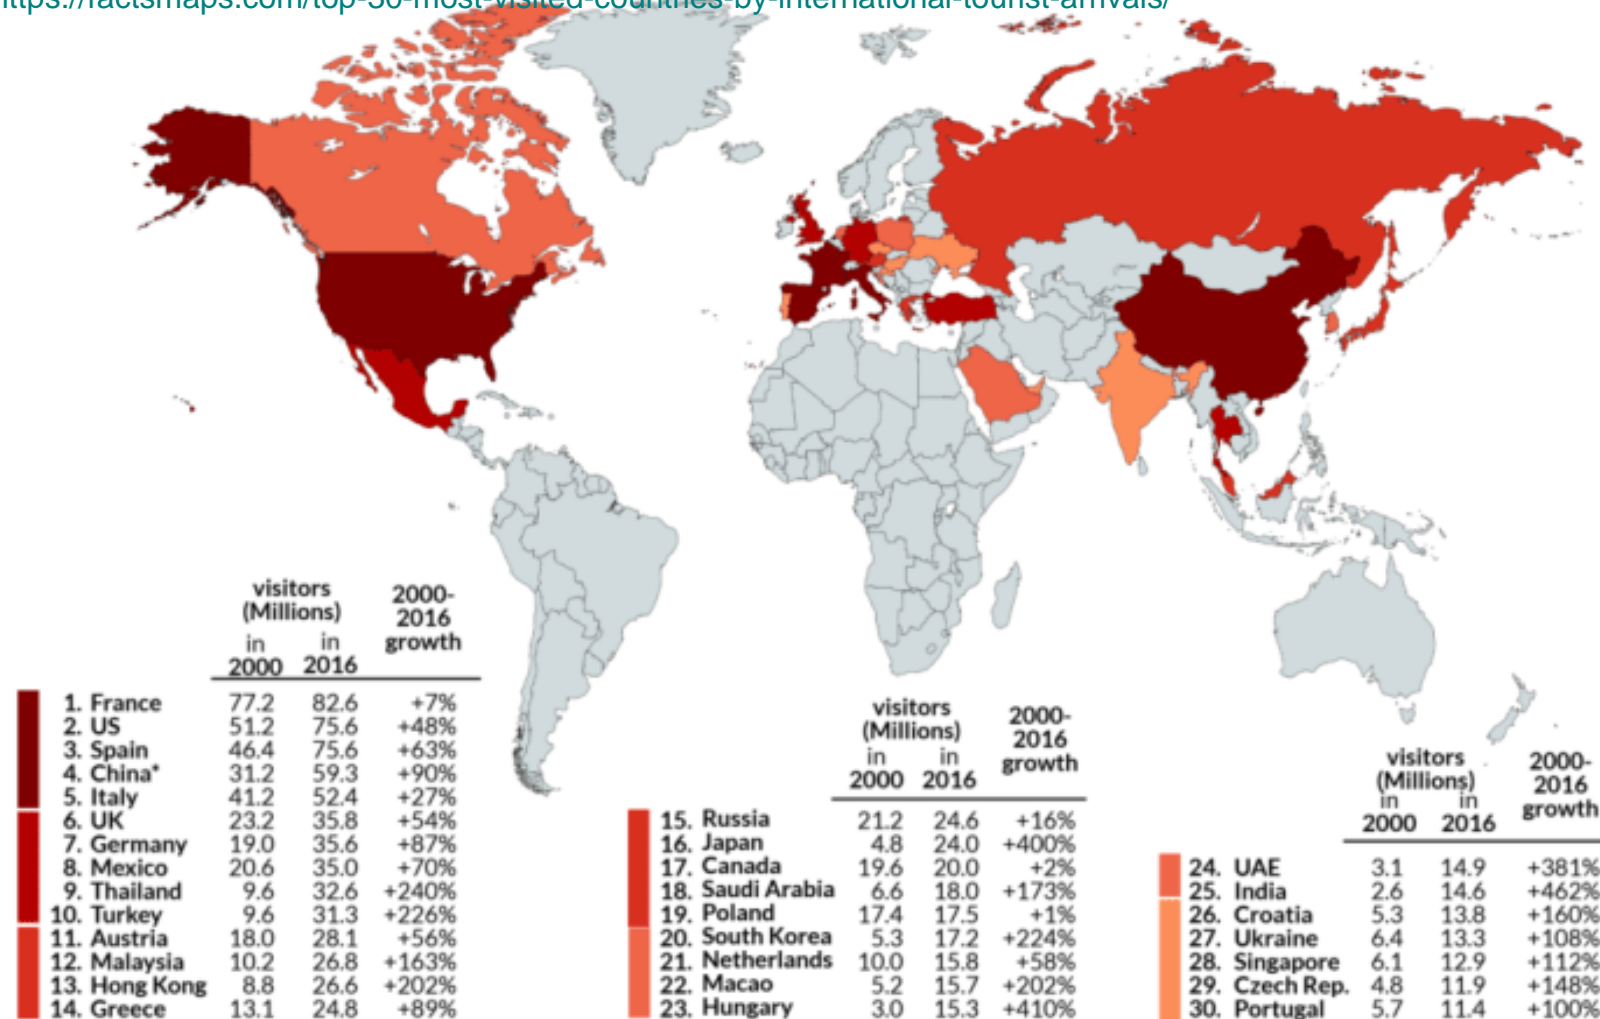 https://factsmaps.com/top-30-most-visited-countries-by-international-tourist-arrivals/
visitors (Millions) 2000-2016 growth
in 2000 in 2016
1. France 77.2 82.6 +7%
2. US 51.2 75.6 +48%
3. Spain 46.4 75.6 +63%
4. China* 31.2 59.3 +90%
5. Italy 41.2 52.4 +27%
6. UK 23.2 35.8 +54%
7. Germany 19.0 35.6 +87%
8. Mexico 20.6 35.0 +70%
9. Thailand 9.6 32.6 +240%
10. Turkey 9.6 31.3 +226%
11. Austria 18.0 28.1 +56%
12. Malaysia 10.2 26.8 +163%
13. Hong Kong 8.8 26.6 +202%
14. Greece 13.1 24.8 +89%
visitors (Millions) 2000-2016 growth
in 2000 in 2016
15. Russia 21.2 24.6 +16%
16. Japan 4.8 24.0 +400%
17. Canada 19.6 20.0 +2%
18. Saudi Arabia 6.6 18.0 +173%
19. Poland 17.4 17.5 +1%
20. South Korea 5.3 17.2 +224%
21. Netherlands 10.0 15.8 +58%
22. Macao 5.2 15.7 +202%
23. Hungary 3.0 15.3 +410%
visitors (Millions) 2000-2016 growth
in 2000 in 2016
24. UAE 3.1 14.9 +381%
25. India 2.6 14.6 +462%
26. Croatia 5.3 13.8 +160%
27. Ukraine 6.4 13.3 +108%
28. Singapore 6.1 12.9 +112%
29. Czech Rep. 4.8 11.9 +148%
30. Portugal 5.7 11.4 +100%